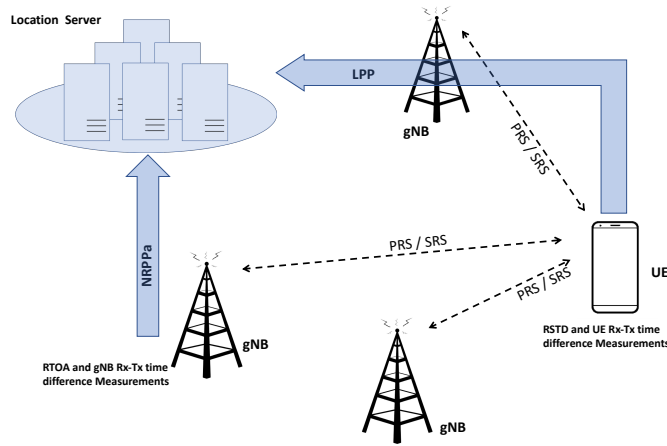 Location Server
LPP
gNB
PRS / SRS
PRS / SRS
NRPPa
PRS / SRS
UE
gNB
RSTD and UE Rx-Tx time
difference Measurements
RTOA and gNB Rx-Tx time
difference Measurements
gNB